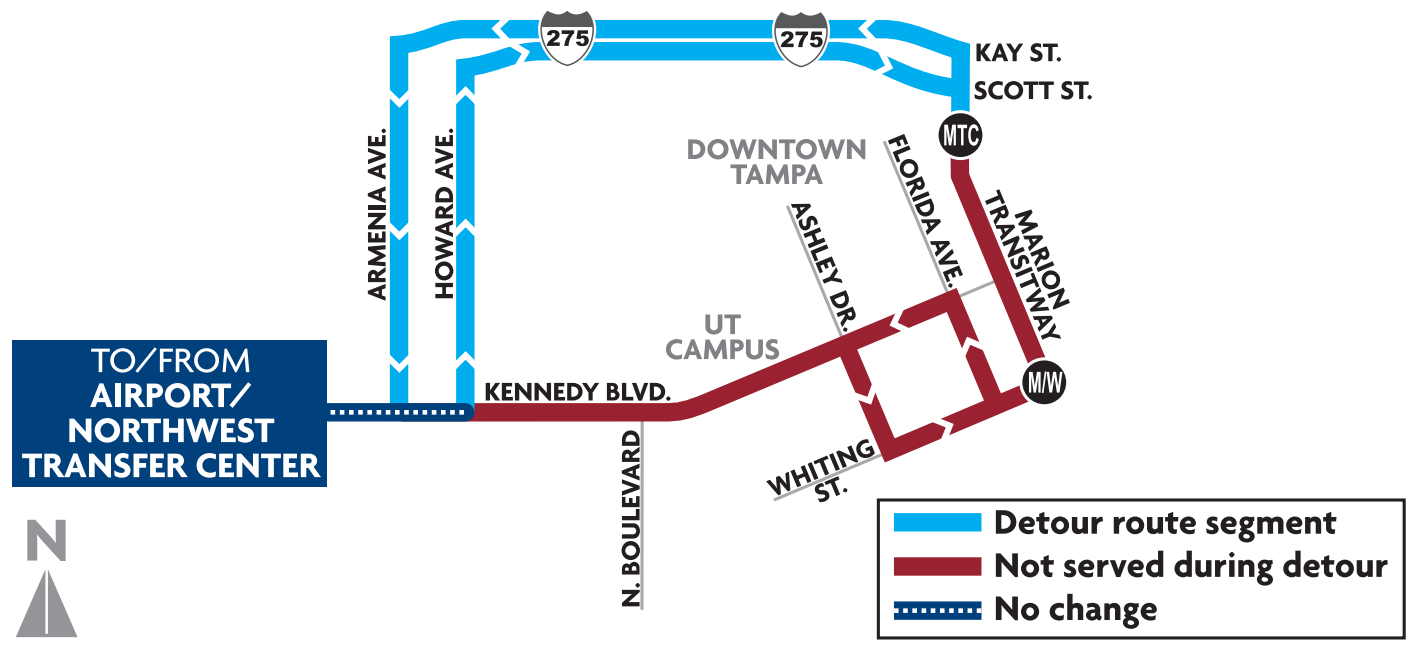 275
275
KAY ST.
SCOTT ST.
MTC
DOWNTOWN
TAMPA
FLORIDA AVE.
ARMENIA AVE.
HOWARD AVE.
ASHLEY DR.
MARION
TRANSITWAY
UT
CAMPUS
TO/FROM
AIRPORT/
NORTHWEST
TRANSFER CENTER
KENNEDY BLVD.
M/W
N. BOULEVARD
WHITING
ST.
N
Detour route segment
Not served during detour
No change